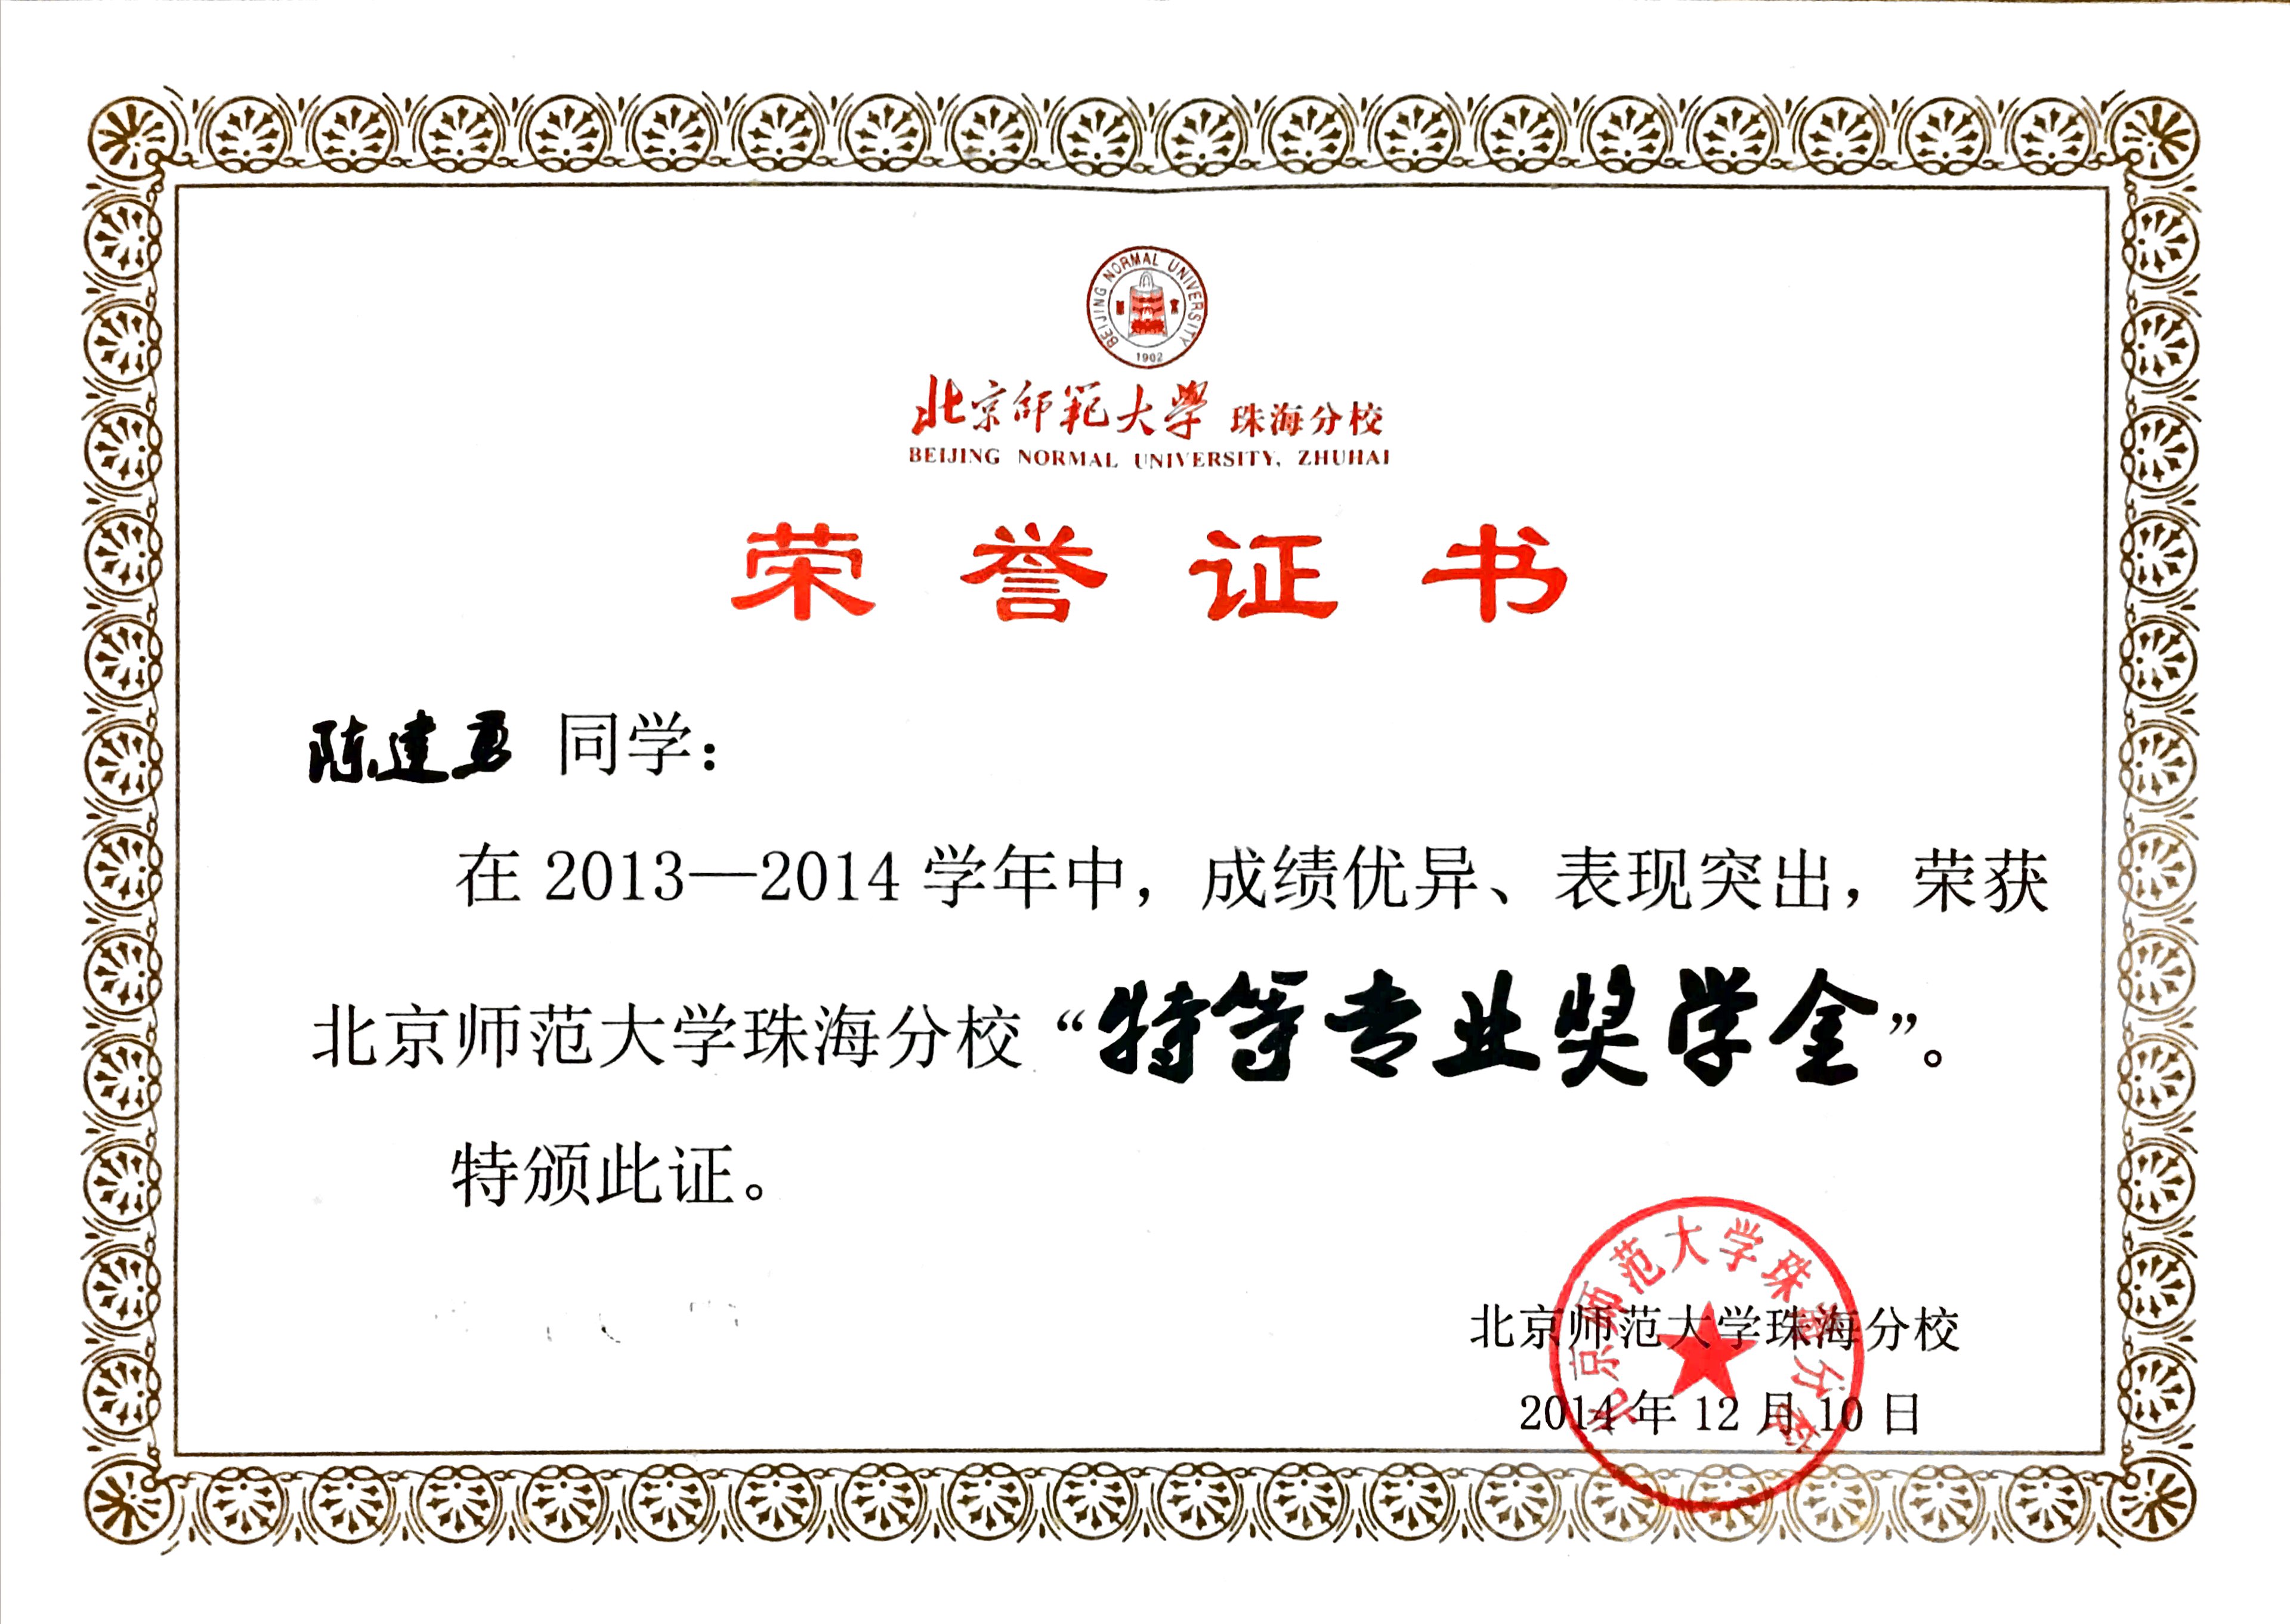 BEIJING NORMAL UNIVERSITY
1902
北京师範大学 珠海分校
BEIJING NORMAL UNIVERSITY, ZHUHAI
荣誉证书
陈建勇 同学：
在 2013—2014 学年中，成绩优异、表现突出，荣获
北京师范大学珠海分校“特等专业奖学金”。
特颁此证。
北京师范大学珠海分校
北京师范大学珠海分校
2014 年 12 月 10 日